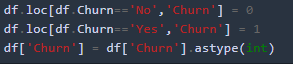 df.loc[df.Churn=='No','Churn'] = 0
df.loc[df.Churn=='Yes','Churn'] = 1
df['Churn'] = df['Churn'].astype(int)